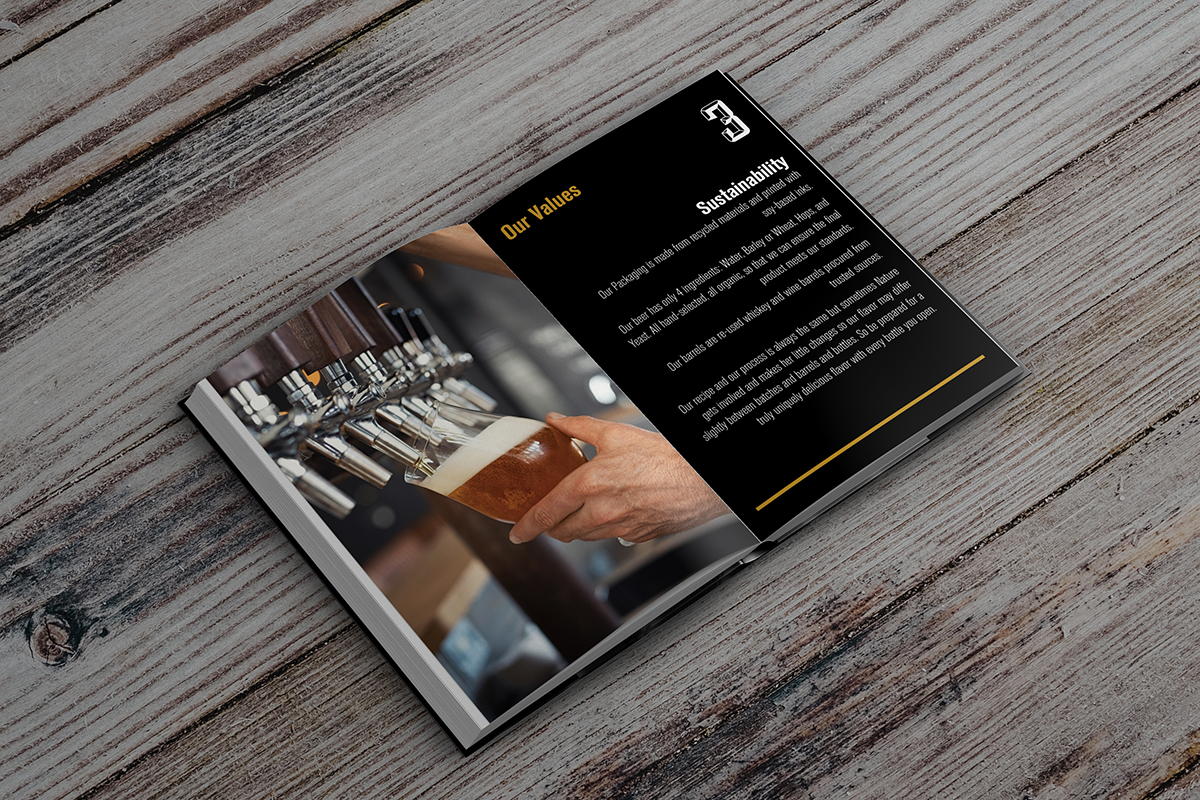 Our Values
3
Sustainability
Our Packaging is made from recycled materials and printed with
soy-based inks.
Our beer has only 4 ingredients: Water, Barley or Wheat, Hops, and
Yeast. All hand-selected, all organic, so that we can ensure the final
product meets our standards.
Our barrels are re-used whiskey and wine barrels procured from
trusted sources.
Our recipe and our process is always the same but sometimes Nature
gets involved and makes her little changes so our flavor may differ
slightly between batches and barrels and bottles. So be prepared for a
truly uniquely delicious flavor with every bottle you open.